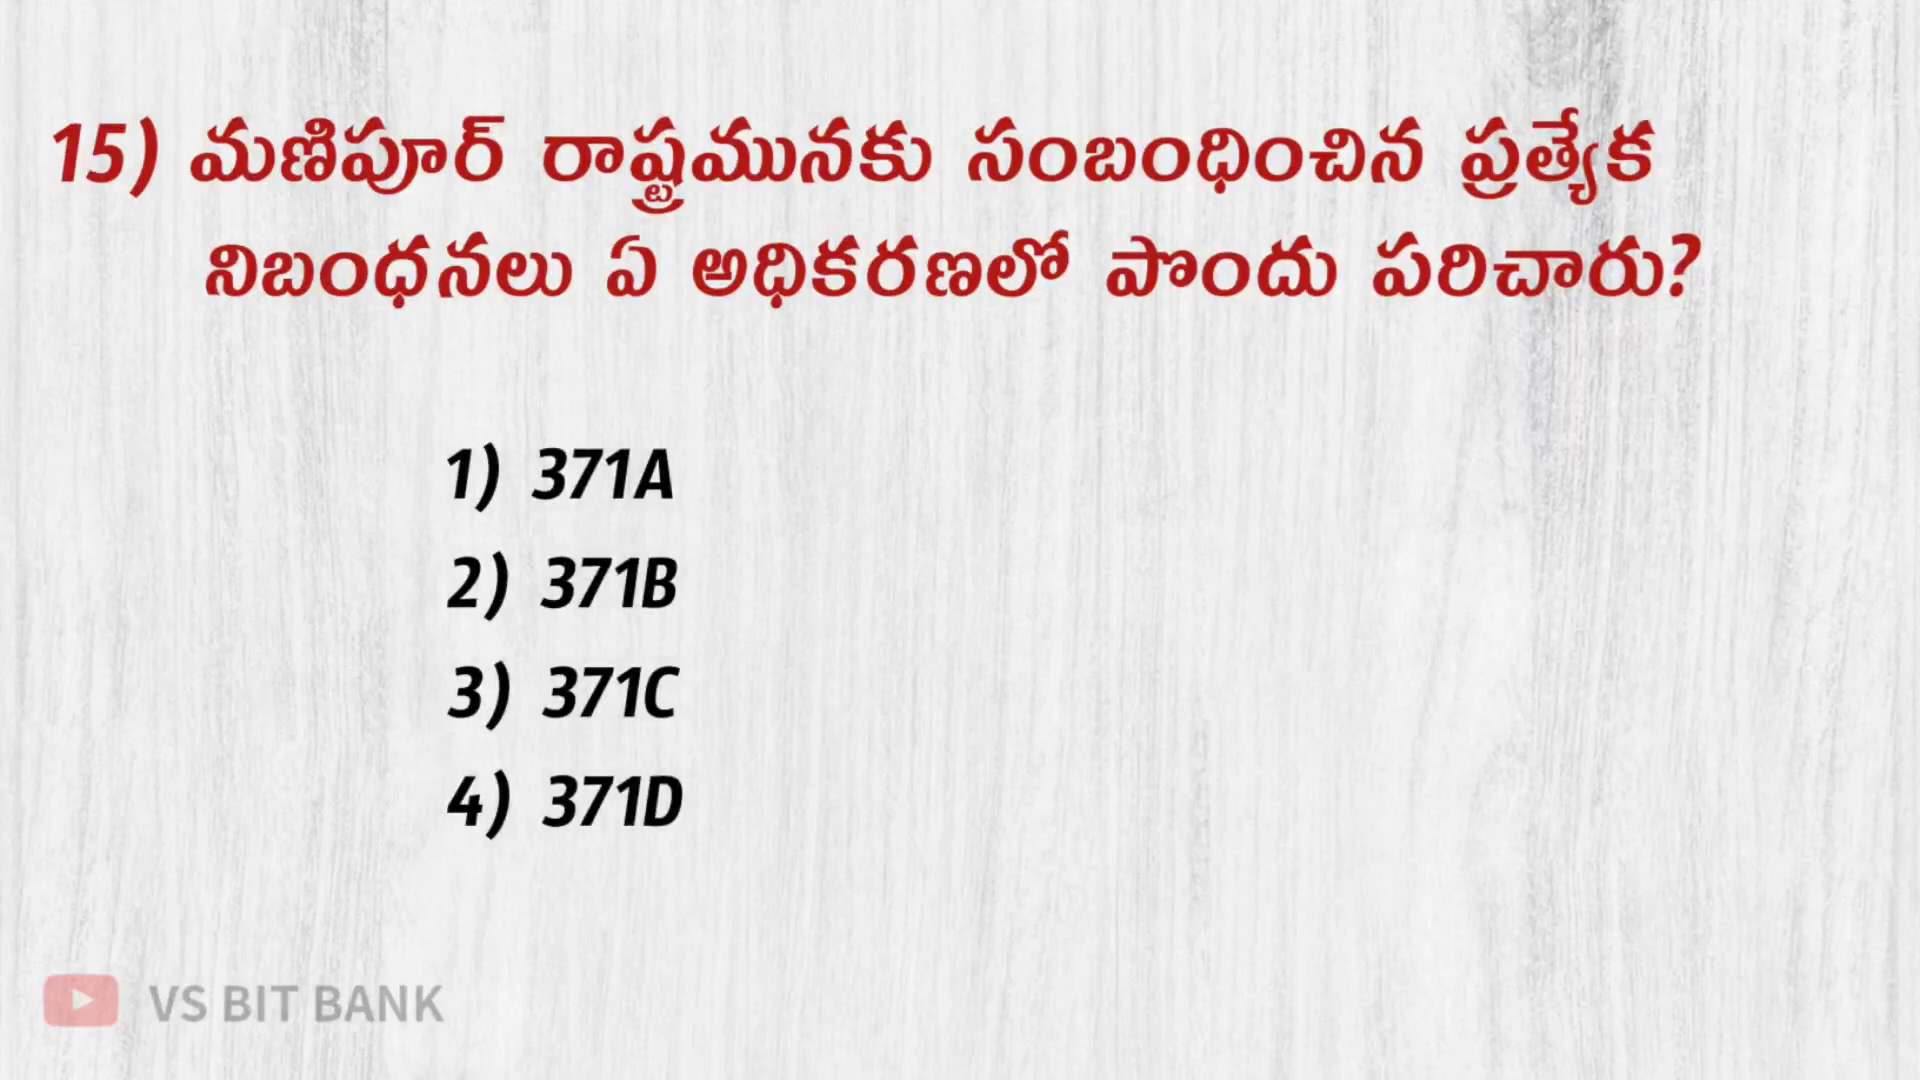 15) మణిపూర్ రాష్ట్రమునకు సంబంధించిన ప్రత్యేక
నిబంధనలు ఏ అధికరణలో పొందు పరిచారు?
1) 371A
2) 371B
3) 371C
4) 371D
VS BIT BANK